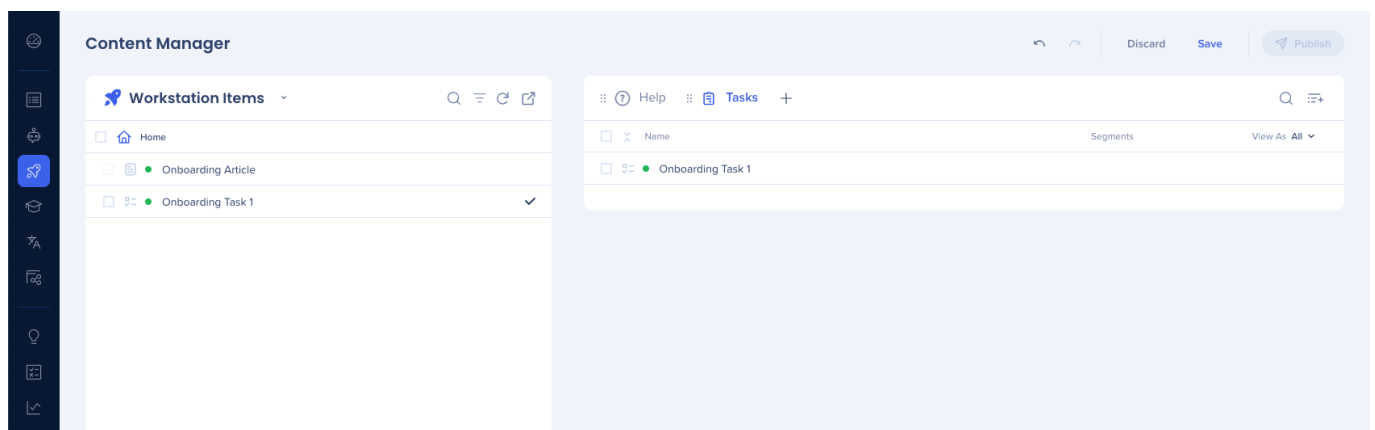 Content Manager
Discard Save Publish
Workstation Items
Help Tasks
Home
Name Segments View As All
Onboarding Article
Onboarding Task 1
Onboarding Task 1